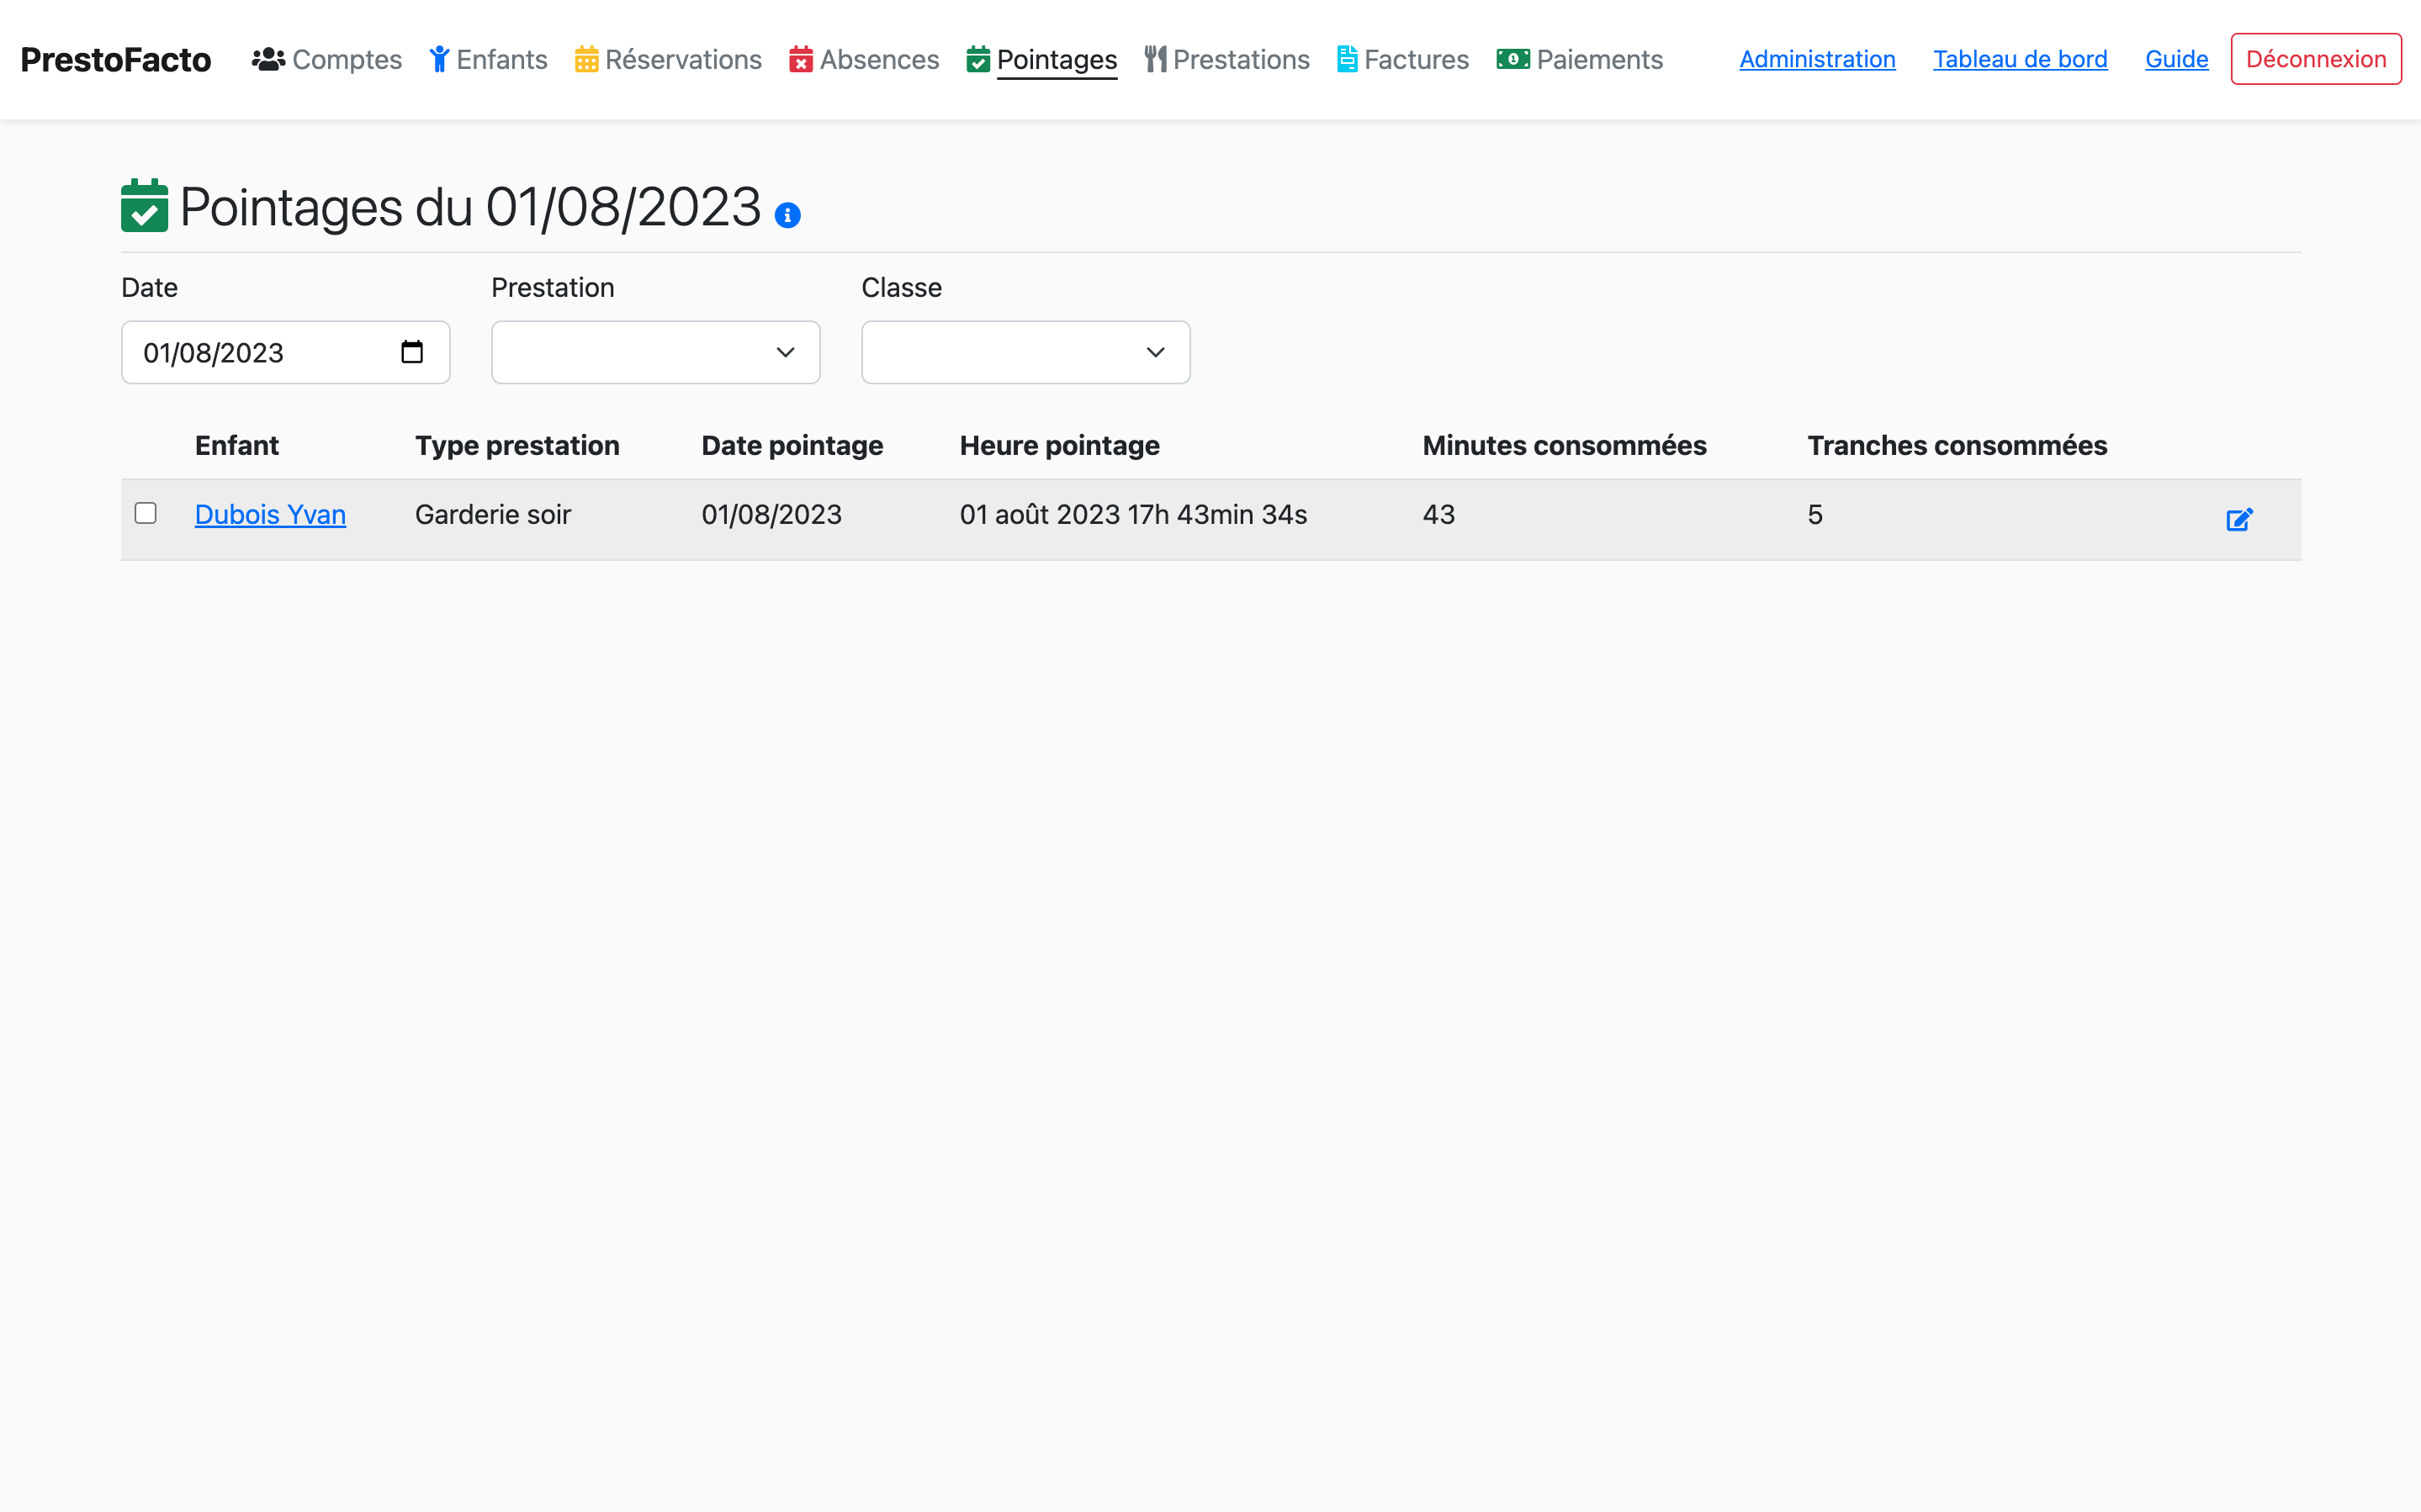 PrestoFacto Comptes Enfants Réservations Absences Pointages Prestations Factures Paiements Administration Tableau de bord Guide Déconnexion
Pointages du 01/08/2023
Date Prestation Classe
01/08/2023
Enfant Type prestation Date pointage Heure pointage Minutes consommées Tranches consommées
Dubois Yvan Garderie soir 01/08/2023 01 août 2023 17h 43min 34s 43 5